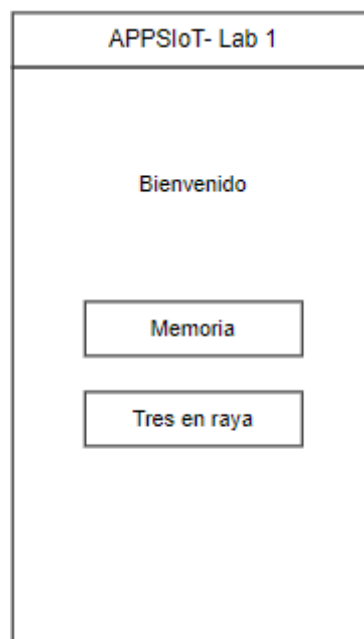 APPSIoT- Lab 1
Bienvenido
Memoria
Tres en raya